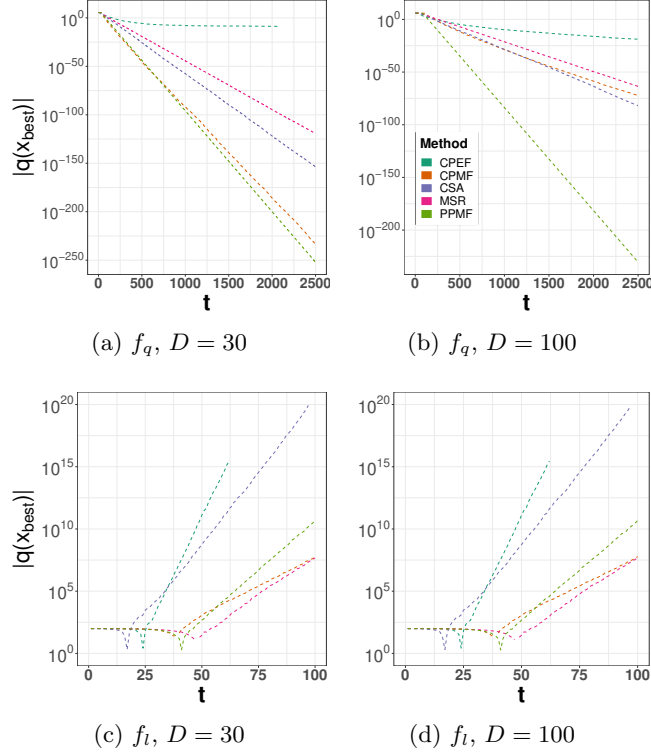 10^0
10^−50
10^−100
10^−150
10^−200
10^−250
|q(x_best)|
0 500 1000 1500 2000 2500
t
(a) f_q, D = 30
10^0
10^−50
10^−100
10^−150
10^−200
Method
CPEF
CPMF
CSA
MSR
PPMF
0 500 1000 1500 2000 2500
t
(b) f_q, D = 100
10^20
10^15
10^10
10^5
10^0
|q(x_best)|
0 25 50 75 100
t
(c) f_l, D = 30
10^20
10^15
10^10
10^5
10^0
0 25 50 75 100
t
(d) f_l, D = 100